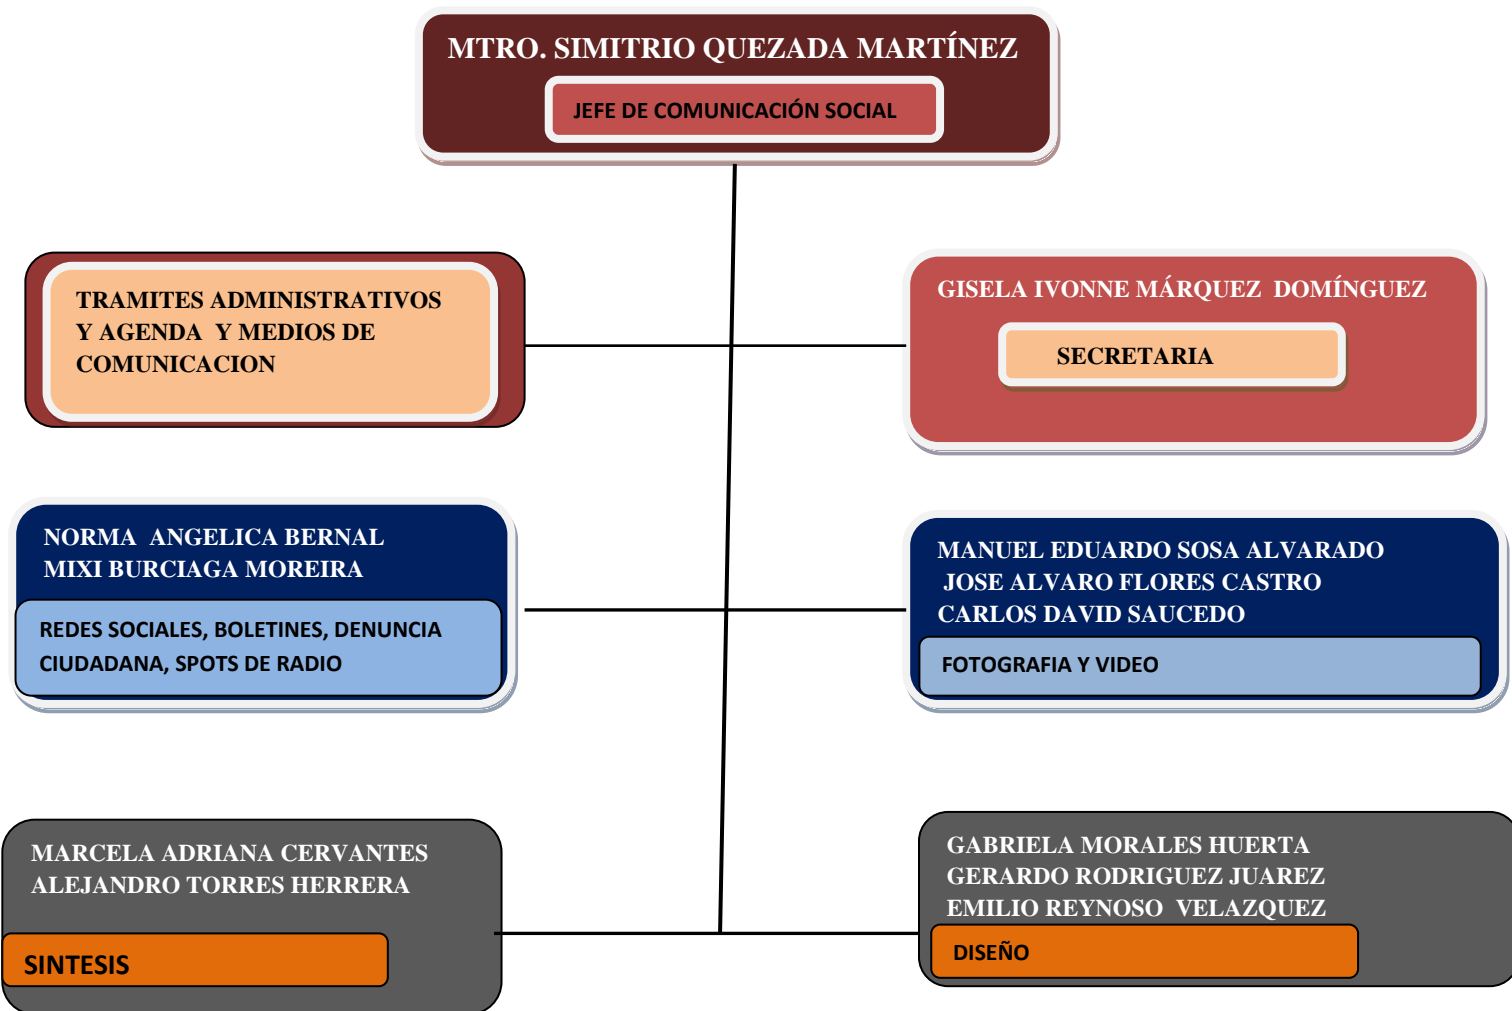 MTRO. SIMITRIO QUEZADA MARTÍNEZ
JEFE DE COMUNICACIÓN SOCIAL
TRAMITES ADMINISTRATIVOS
Y AGENDA Y MEDIOS DE
COMUNICACION
GISELA IVONNE MÁRQUEZ DOMÍNGUEZ
SECRETARIA
NORMA ANGELICA BERNAL
MIXI BURCIAGA MOREIRA
REDES SOCIALES, BOLETINES, DENUNCIA
CIUDADANA, SPOTS DE RADIO
MANUEL EDUARDO SOSA ALVARADO
JOSE ALVARO FLORES CASTRO
CARLOS DAVID SAUCEDO
FOTOGRAFIA Y VIDEO
MARCELA ADRIANA CERVANTES
ALEJANDRO TORRES HERRERA
SINTESIS
GABRIELA MORALES HUERTA
GERARDO RODRIGUEZ JUAREZ
EMILIO REYNOSO VELAZQUEZ
DISEÑO